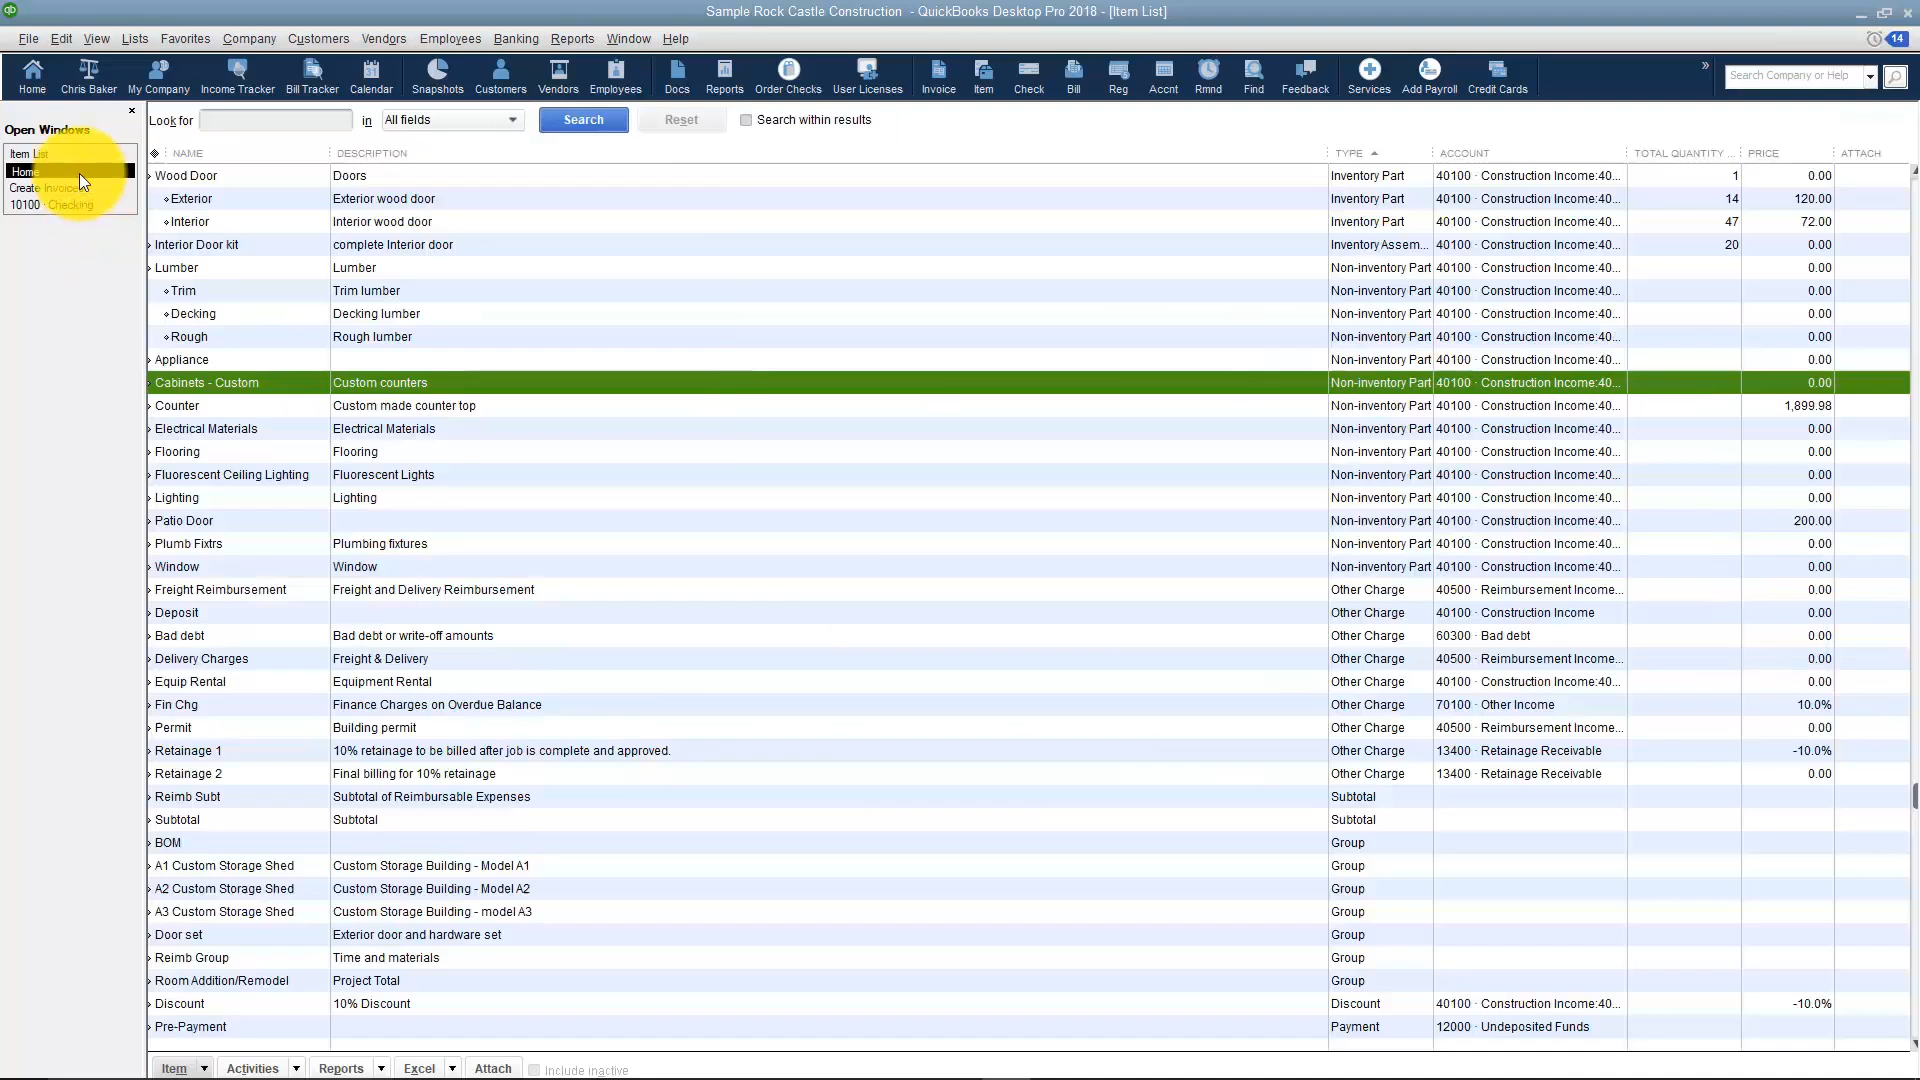 qb
Sample Rock Castle Construction - QuickBooks Desktop Pro 2018 - [Item List]
File Edit View Lists Favorites Company Customers Vendors Employees Banking Reports Window Help 14
Home Chris Baker My Company Income Tracker Bill Tracker Calendar Snapshots Customers Vendors Employees Docs Reports Order Checks User Licenses Invoice Item Check Bill Reg Accnt Rmnd Find Feedback Services Add Payroll Credit Cards » Search Company or Help
Open Windows
Item List
Home
Create Invoices
10100 · Checking
Look for in All fields Search Reset Search within results
NAME DESCRIPTION TYPE ACCOUNT TOTAL QUANTITY ... PRICE ATTACH
Wood Door Doors Inventory Part 40100 · Construction Income:40... 1 0.00
Exterior Exterior wood door Inventory Part 40100 · Construction Income:40... 14 120.00
Interior Interior wood door Inventory Part 40100 · Construction Income:40... 47 72.00
Interior Door kit complete Interior door Inventory Assem... 40100 · Construction Income:40... 20 0.00
Lumber Lumber Non-inventory Part 40100 · Construction Income:40... 0.00
Trim Trim lumber Non-inventory Part 40100 · Construction Income:40... 0.00
Decking Decking lumber Non-inventory Part 40100 · Construction Income:40... 0.00
Rough Rough lumber Non-inventory Part 40100 · Construction Income:40... 0.00
Appliance Non-inventory Part 40100 · Construction Income:40... 0.00
Cabinets - Custom Custom counters Non-inventory Part 40100 · Construction Income:40... 0.00
Counter Custom made counter top Non-inventory Part 40100 · Construction Income:40... 1,899.98
Electrical Materials Electrical Materials Non-inventory Part 40100 · Construction Income:40... 0.00
Flooring Flooring Non-inventory Part 40100 · Construction Income:40... 0.00
Fluorescent Ceiling Lighting Fluorescent Lights Non-inventory Part 40100 · Construction Income:40... 0.00
Lighting Lighting Non-inventory Part 40100 · Construction Income:40... 0.00
Patio Door Non-inventory Part 40100 · Construction Income:40... 200.00
Plumb Fixtrs Plumbing fixtures Non-inventory Part 40100 · Construction Income:40... 0.00
Window Window Non-inventory Part 40100 · Construction Income:40... 0.00
Freight Reimbursement Freight and Delivery Reimbursement Other Charge 40500 · Reimbursement Income... 0.00
Deposit Other Charge 40100 · Construction Income 0.00
Bad debt Bad debt or write-off amounts Other Charge 60300 · Bad debt 0.00
Delivery Charges Freight & Delivery Other Charge 40500 · Reimbursement Income... 0.00
Equip Rental Equipment Rental Other Charge 40100 · Construction Income:40... 0.00
Fin Chg Finance Charges on Overdue Balance Other Charge 70100 · Other Income 10.0%
Permit Building permit Other Charge 40500 · Reimbursement Income... 0.00
Retainage 1 10% retainage to be billed after job is complete and approved. Other Charge 13400 · Retainage Receivable -10.0%
Retainage 2 Final billing for 10% retainage Other Charge 13400 · Retainage Receivable 0.00
Reimb Subt Subtotal of Reimbursable Expenses Subtotal
Subtotal Subtotal Subtotal
BOM Group
A1 Custom Storage Shed Custom Storage Building - Model A1 Group
A2 Custom Storage Shed Custom Storage Building - Model A2 Group
A3 Custom Storage Shed Custom Storage Building - model A3 Group
Door set Exterior door and hardware set Group
Reimb Group Time and materials Group
Room Addition/Remodel Project Total Group
Discount 10% Discount Discount 40100 · Construction Income:40... -10.0%
Pre-Payment Payment 12000 · Undeposited Funds
Item Activities Reports Excel Attach Include inactive